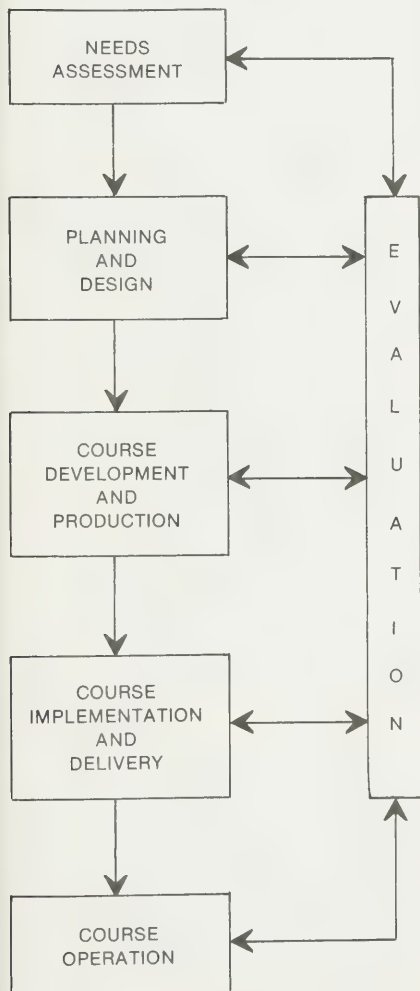 NEEDS
ASSESSMENT
PLANNING
AND
DESIGN
COURSE
DEVELOPMENT
AND
PRODUCTION
COURSE
IMPLEMENTATION
AND
DELIVERY
COURSE
OPERATION
E
V
A
L
U
A
T
I
O
N